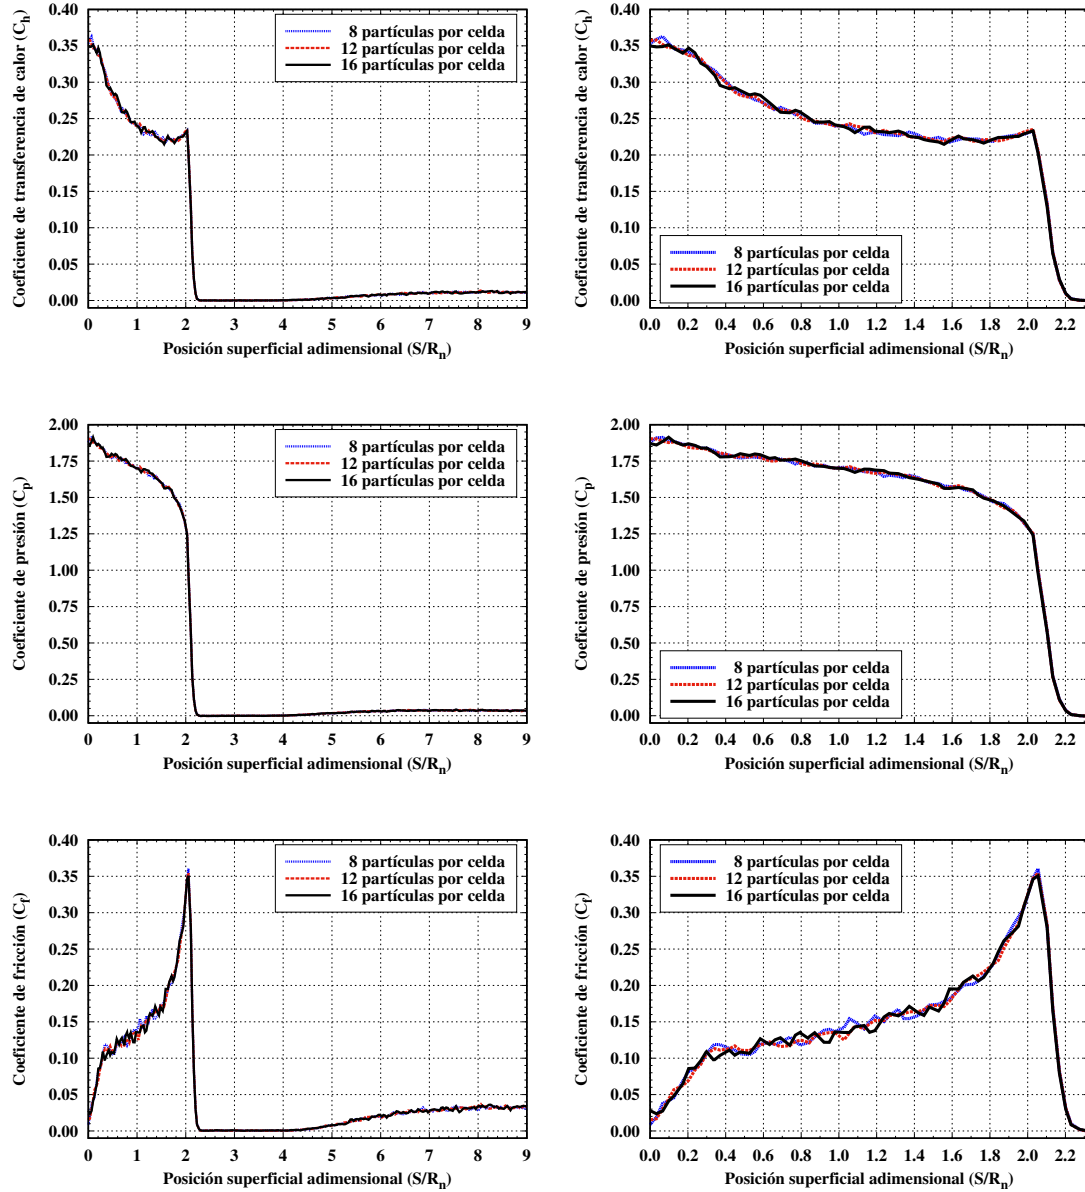 Coeficiente de transferencia de calor (Ch)
0.40
0.35
0.30
0.25
0.20
0.15
0.10
0.05
0.00
8 partículas por celda
12 partículas por celda
16 partículas por celda
0 1 2 3 4 5 6 7 8 9
Posición superficial adimensional (S/Rn)
Coeficiente de transferencia de calor (Ch)
0.40
0.35
0.30
0.25
0.20
0.15
0.10
0.05
0.00
8 partículas por celda
12 partículas por celda
16 partículas por celda
0.0 0.2 0.4 0.6 0.8 1.0 1.2 1.4 1.6 1.8 2.0 2.2
Posición superficial adimensional (S/Rn)
Coeficiente de presión (Cp)
2.00
1.75
1.50
1.25
1.00
0.75
0.50
0.25
0.00
8 partículas por celda
12 partículas por celda
16 partículas por celda
0 1 2 3 4 5 6 7 8 9
Posición superficial adimensional (S/Rn)
Coeficiente de presión (Cp)
2.00
1.75
1.50
1.25
1.00
0.75
0.50
0.25
0.00
8 partículas por celda
12 partículas por celda
16 partículas por celda
0.0 0.2 0.4 0.6 0.8 1.0 1.2 1.4 1.6 1.8 2.0 2.2
Posición superficial adimensional (S/Rn)
Coeficiente de fricción (Cf)
0.40
0.35
0.30
0.25
0.20
0.15
0.10
0.05
0.00
8 partículas por celda
12 partículas por celda
16 partículas por celda
0 1 2 3 4 5 6 7 8 9
Posición superficial adimensional (S/Rn)
Coeficiente de fricción (Cf)
0.40
0.35
0.30
0.25
0.20
0.15
0.10
0.05
0.00
8 partículas por celda
12 partículas por celda
16 partículas por celda
0.0 0.2 0.4 0.6 0.8 1.0 1.2 1.4 1.6 1.8 2.0 2.2
Posición superficial adimensional (S/Rn)